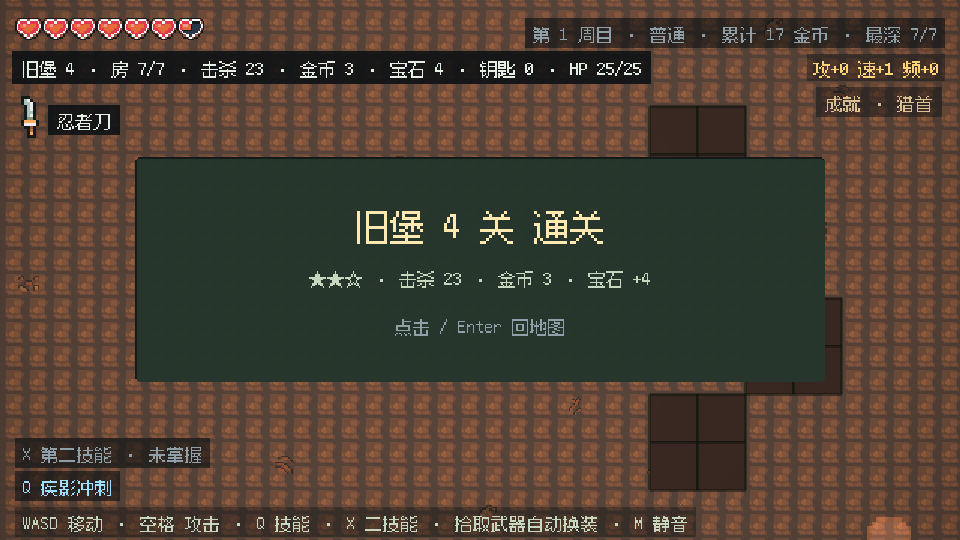 第 1 周目 · 普通 · 累计 17 金币 · 最深 7/7
旧堡 4 · 房 7/7 · 击杀 23 · 金币 3 · 宝石 4 · 钥匙 0 · HP 25/25
攻+0 速+1 频+0
成就 · 猎首
忍者刀
旧堡 4 关 通关
★★☆ · 击杀 23 · 金币 3 · 宝石 +4
点击 / Enter 回地图
X 第二技能 · 未掌握
Q 疾影冲刺
WASD 移动 · 空格 攻击 · Q 技能 · X 二技能 · 拾取武器自动换装 · M 静音